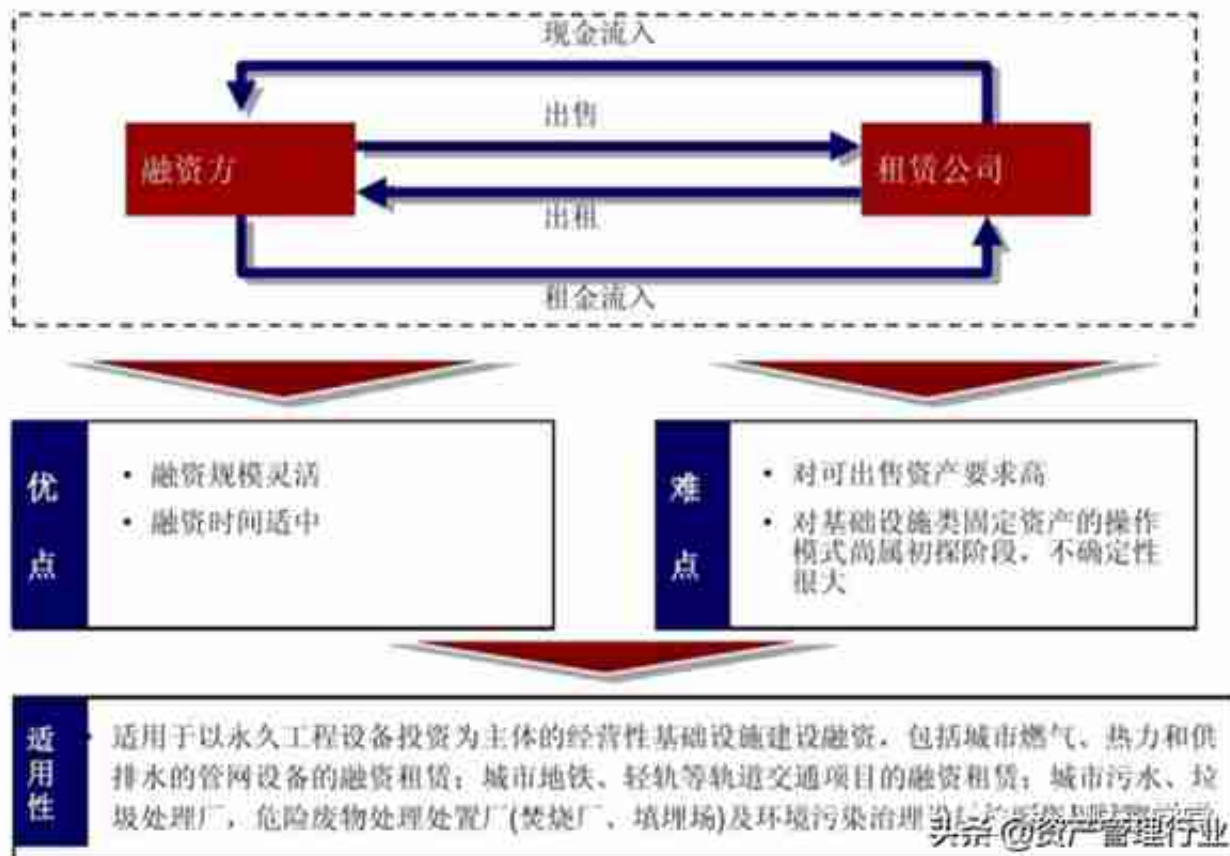 现金流入
出售
融资方
租赁公司
出租
租金流入
优点
• 融资规模灵活
• 融资时间适中
难点
• 对可出售资产要求高
• 对基础设施类固定资产的操作
模式尚属初探阶段，不确定性
很大
适用性
• 适用于以永久工程设备投资为主体的经营性基础设施建设融资，包括城市燃气、热力和供
排水的管网设备的融资租赁；城市地铁、轻轨等轨道交通项目的融资租赁；城市污水、垃
圾处理厂，危险废物处理处置厂(焚烧厂、填埋场)及环境污染治理
头条 @资产管理行业